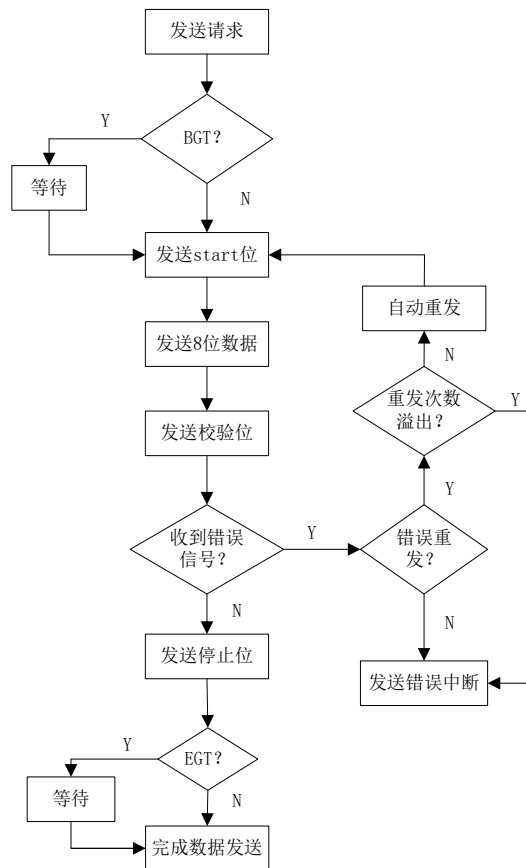 发送请求
Y
BGT？
等待
N
发送start位
自动重发
发送8位数据
N
重发次数
溢出？
Y
发送校验位
Y
收到错误
信号？
Y
错误重
发？
N
N
发送停止位
发送错误中断
Y
EGT？
等待
N
完成数据发送